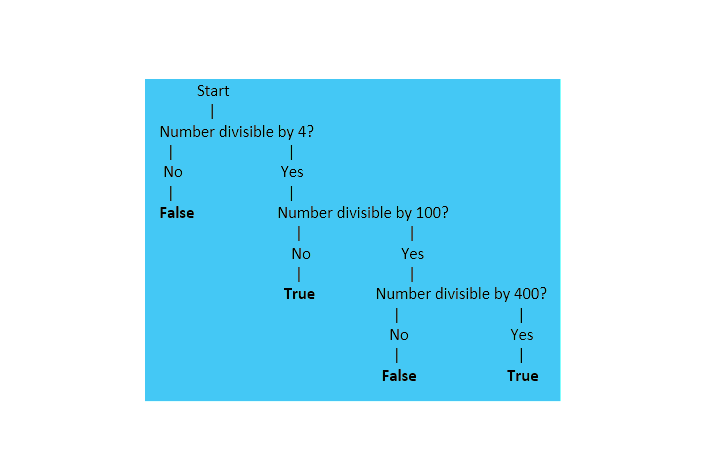 Start
|
Number divisible by 4?
| |
No Yes
| |
False Number divisible by 100?
| |
No Yes
| |
True Number divisible by 400?
| |
No Yes
| |
False True